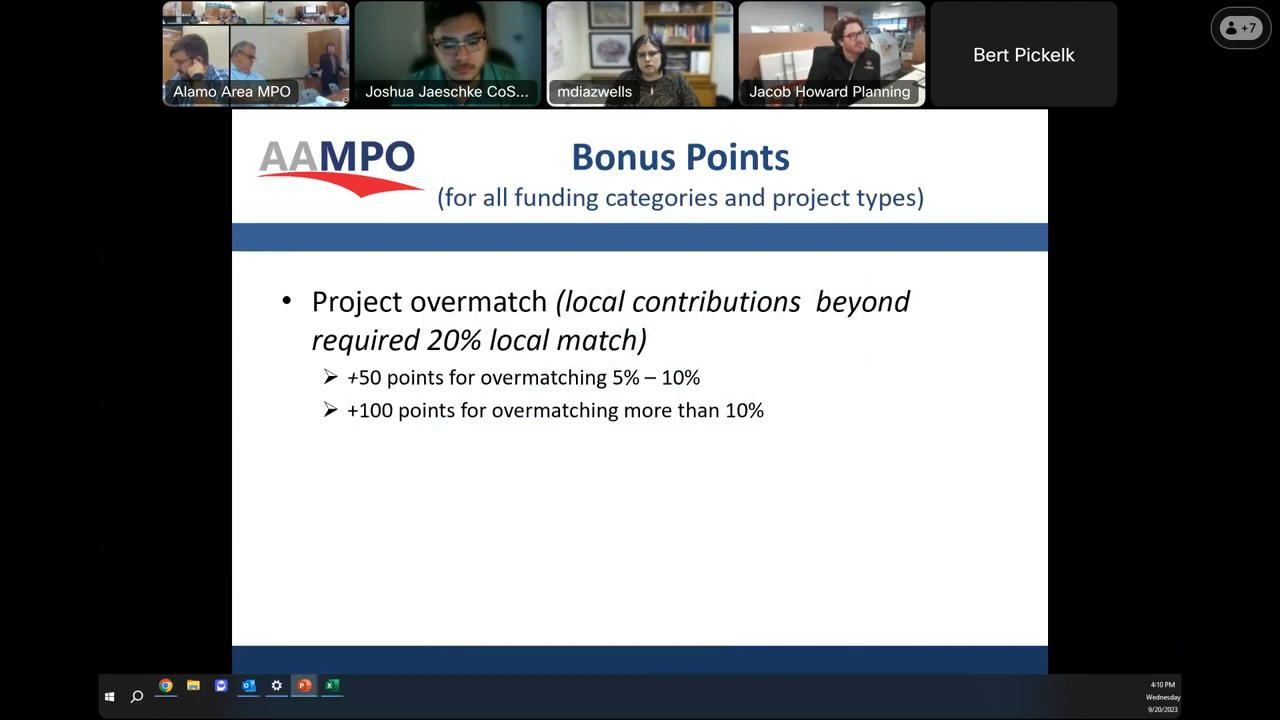 Alamo Area MPO
Joshua Jaeschke CoS...
mdiazwells
Jacob Howard Planning
Bert Pickelk
+7
AAMPO
Bonus Points
(for all funding categories and project types)
• Project overmatch (local contributions beyond
required 20% local match)
➢ +50 points for overmatching 5% – 10%
➢ +100 points for overmatching more than 10%
4:10 PM
Wednesday
9/20/2023